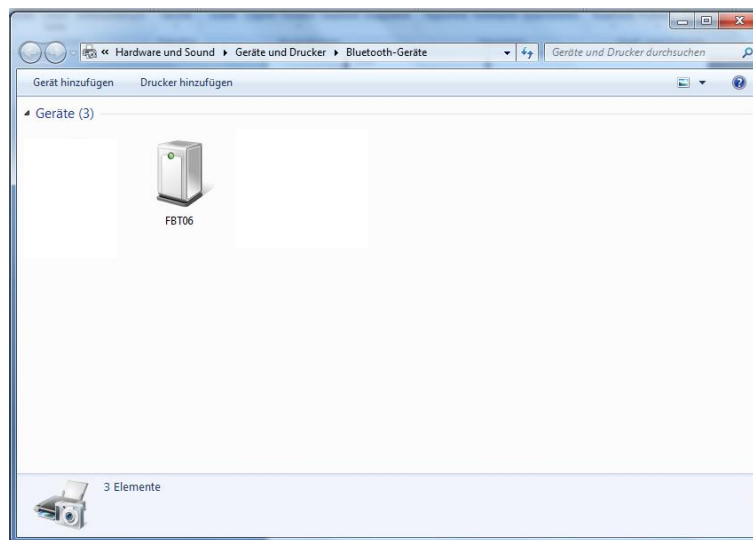 « Hardware und Sound ▸ Geräte und Drucker ▸ Bluetooth-Geräte
Geräte und Drucker durchsuchen
Gerät hinzufügen Drucker hinzufügen
Geräte (3)
FBT06
3 Elemente